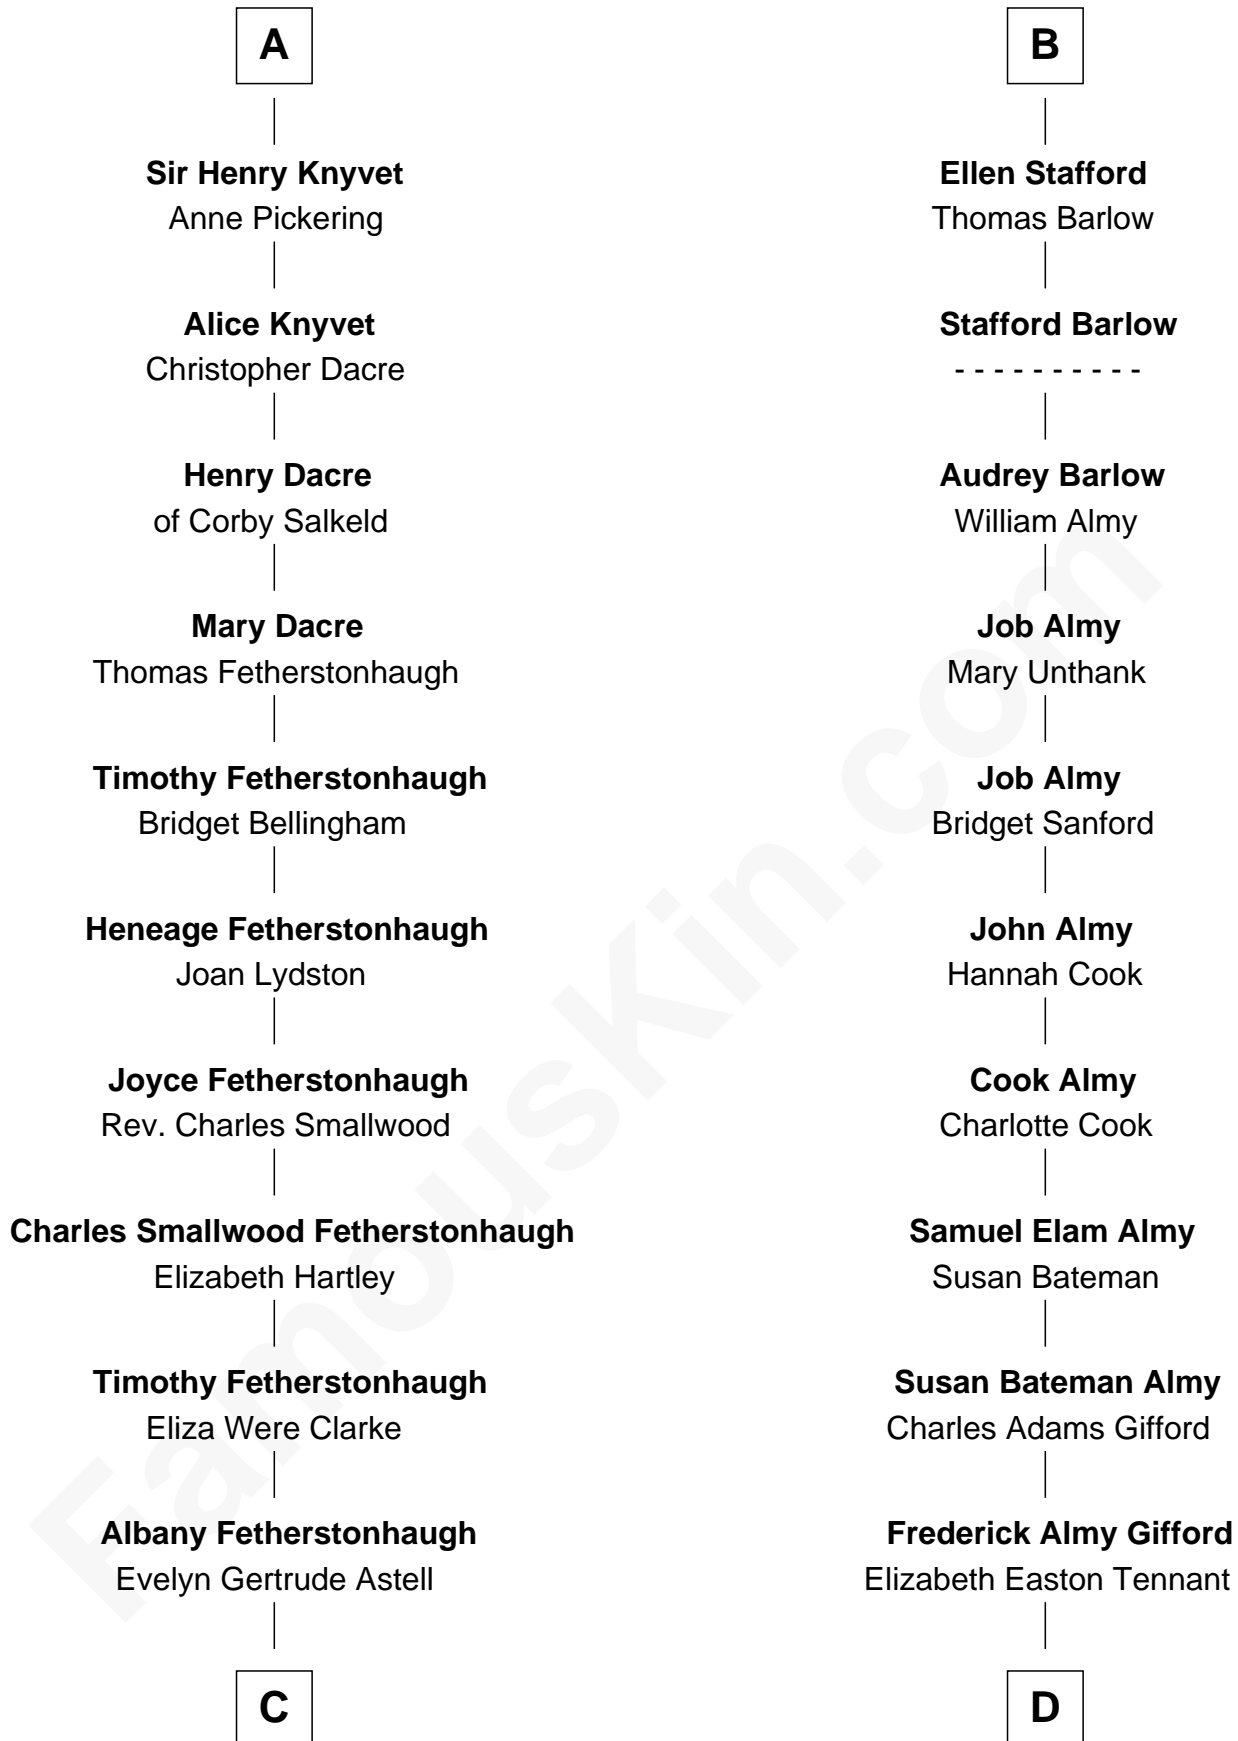 A
Sir Henry Knyvet
Anne Pickering
Alice Knyvet
Christopher Dacre
Henry Dacre
of Corby Salkeld
Mary Dacre
Thomas Fetherstonhaugh
Timothy Fetherstonhaugh
Bridget Bellingham
Heneage Fetherstonhaugh
Joan Lydston
Joyce Fetherstonhaugh
Rev. Charles Smallwood
Charles Smallwood Fetherstonhaugh
Elizabeth Hartley
Timothy Fetherstonhaugh
Eliza Were Clarke
Albany Fetherstonhaugh
Evelyn Gertrude Astell
C
B
Ellen Stafford
Thomas Barlow
Stafford Barlow
- - - - - - - - - -
Audrey Barlow
William Almy
Job Almy
Mary Unthank
Job Almy
Bridget Sanford
John Almy
Hannah Cook
Cook Almy
Charlotte Cook
Samuel Elam Almy
Susan Bateman
Susan Bateman Almy
Charles Adams Gifford
Frederick Almy Gifford
Elizabeth Easton Tennant
D
FamousKin.com